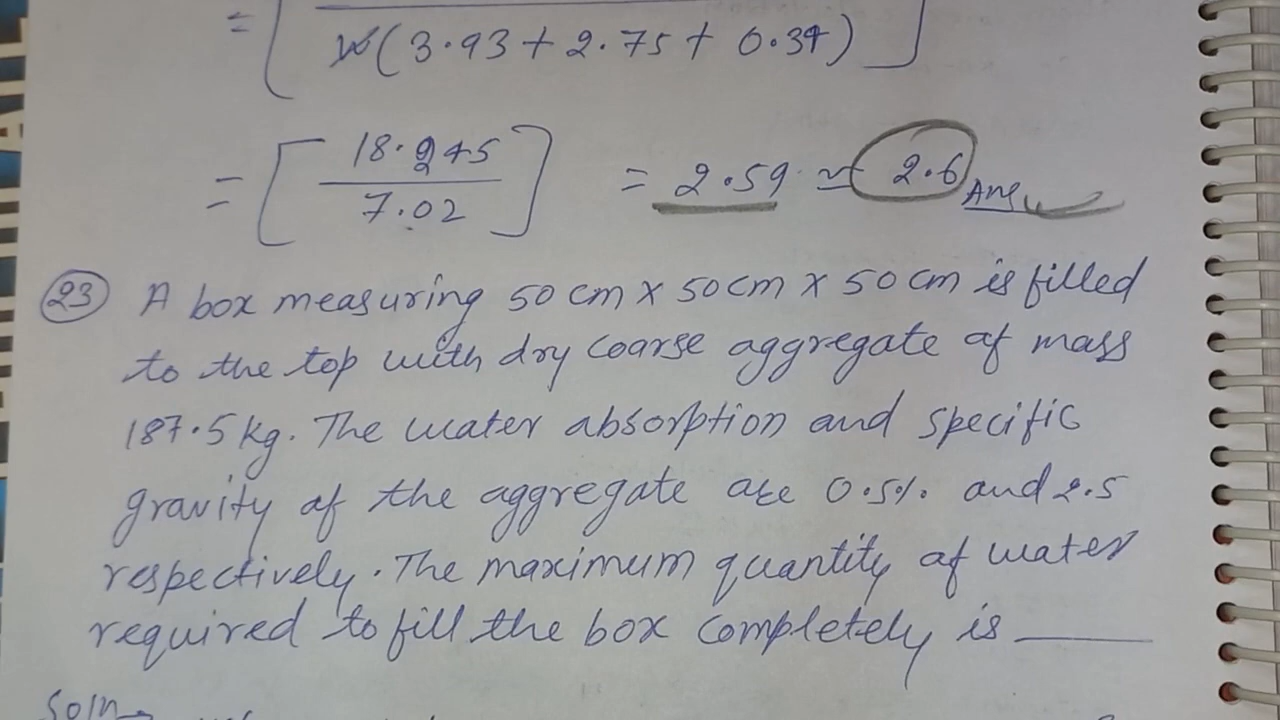 = [ w(3.93 + 2.75 + 0.34) ]
= [ 18.245 / 7.02 ] = 2.59 ≃ 2.6 Ans
23 A box measuring 50 cm x 50 cm x 50 cm is filled
to the top with dry coarse aggregate of mass
187.5 kg. The water absorption and specific
gravity of the aggregate are 0.5%. and 2.5
respectively. The maximum quantity of water
required to fill the box completely is ______
Soln